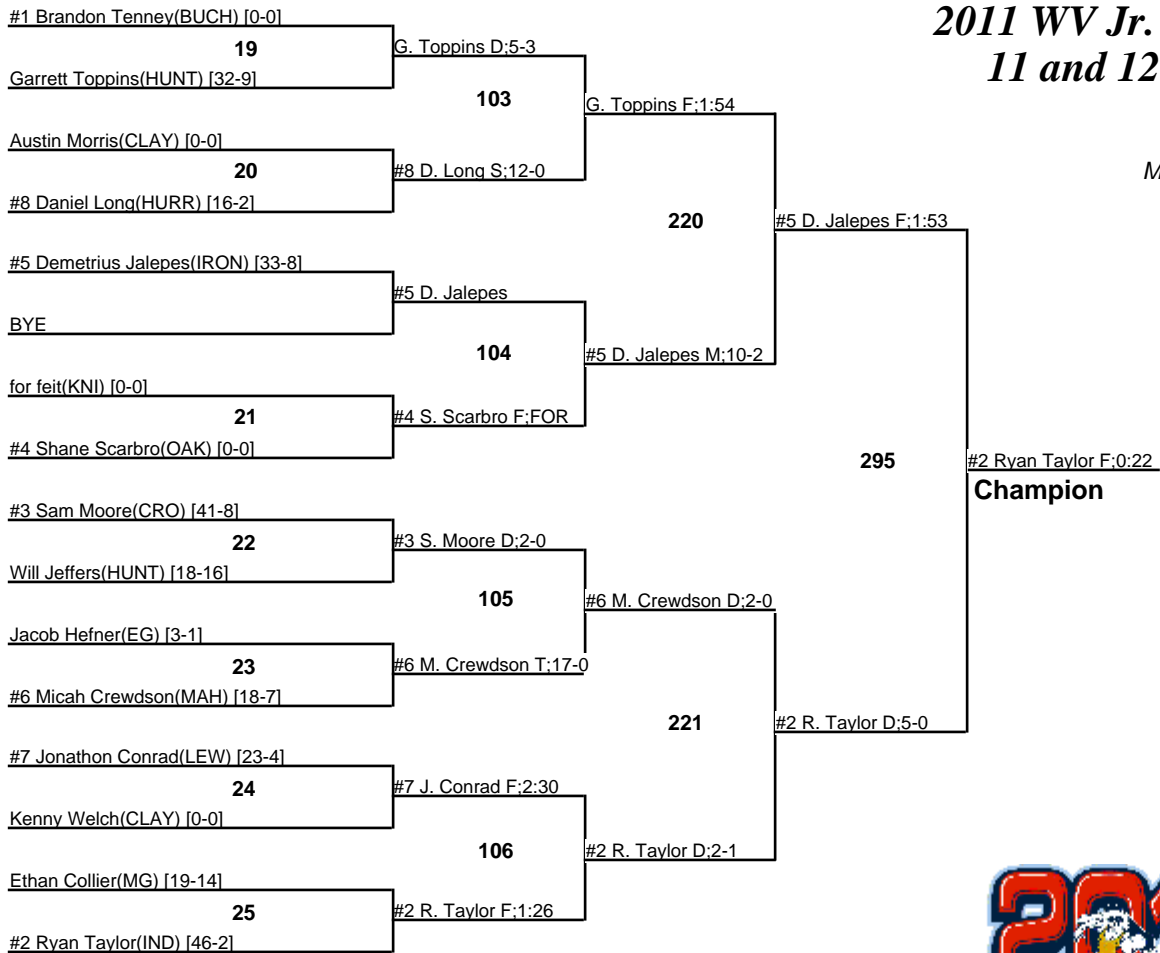 2011 WV Jr.
11 and 12
M
#1 Brandon Tenney(BUCH) [0-0]
19
G. Toppins D;5-3
Garrett Toppins(HUNT) [32-9]
103
G. Toppins F;1:54
Austin Morris(CLAY) [0-0]
20
#8 D. Long S;12-0
#8 Daniel Long(HURR) [16-2]
220
#5 D. Jalepes F;1:53
#5 Demetrius Jalepes(IRON) [33-8]
#5 D. Jalepes
BYE
104
#5 D. Jalepes M;10-2
for feit(KNI) [0-0]
21
#4 S. Scarbro F;FOR
#4 Shane Scarbro(OAK) [0-0]
295
#2 Ryan Taylor F;0:22
Champion
#3 Sam Moore(CRO) [41-8]
22
#3 S. Moore D;2-0
Will Jeffers(HUNT) [18-16]
105
#6 M. Crewdson D;2-0
Jacob Hefner(EG) [3-1]
23
#6 M. Crewdson T;17-0
#6 Micah Crewdson(MAH) [18-7]
221
#2 R. Taylor D;5-0
#7 Jonathon Conrad(LEW) [23-4]
24
#7 J. Conrad F;2:30
Kenny Welch(CLAY) [0-0]
106
#2 R. Taylor D;2-1
Ethan Collier(MG) [19-14]
25
#2 R. Taylor F;1:26
#2 Ryan Taylor(IND) [46-2]